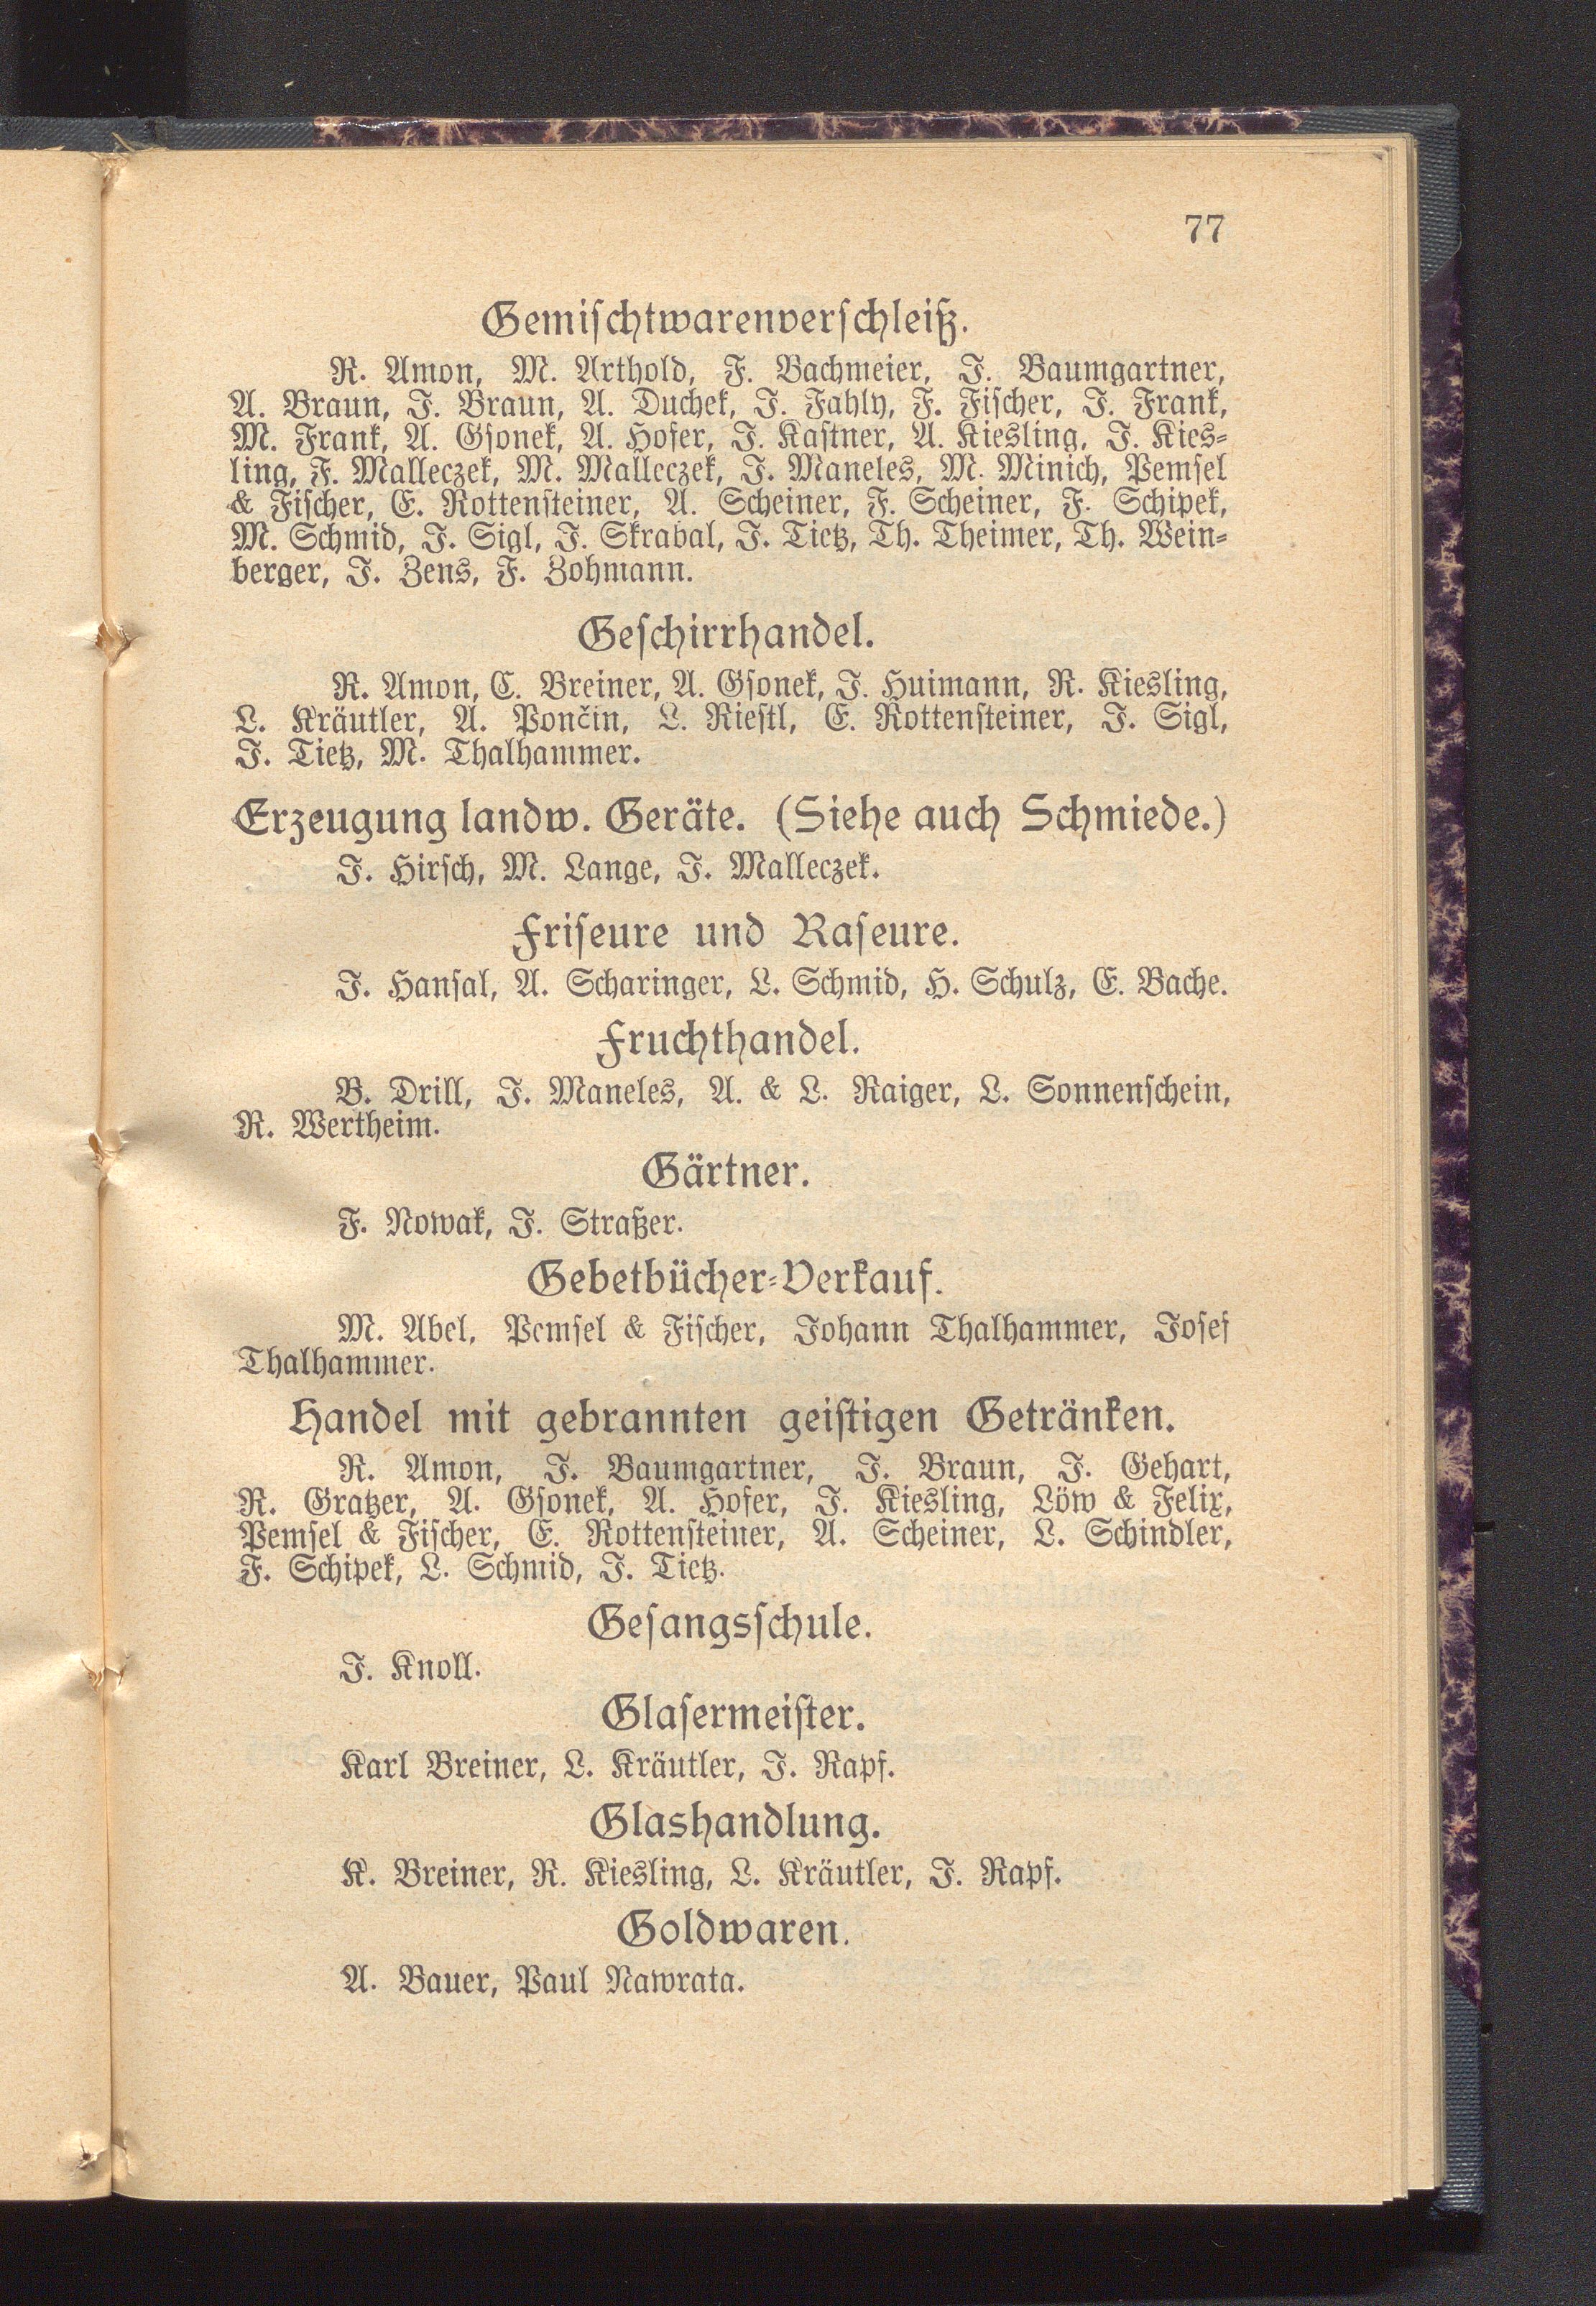 77
Gemischtwarenverschleiß.
R. Amon, M. Arthold, F. Bachmeier, J. Baumgartner,
A. Braun, J. Braun, A. Duchek, J. Fahly, F. Fischer, J. Frank,
M. Frank, A. Gsonek, A. Hofer, J. Kastner, A. Kiesling, J. Kies-
ling, F. Malleczek, M. Malleczek, J. Maneles, M. Minich, Pemsel
& Fischer, E. Rottensteiner, A. Scheiner, F. Scheiner, F. Schipek,
M. Schmid, J. Sigl, J. Skrabal, J. Tietz, Th. Theimer, Th. Wein-
berger, J. Zens, F. Zohmann.
Geschirrhandel.
R. Amon, C. Breiner, A. Gsonek, J. Huimann, R. Kiesling,
L. Kräutler, A. Pončin, L. Riestl, E. Rottensteiner, J. Sigl,
J. Tietz, M. Thalhammer.
Erzeugung landw. Geräte. (Siehe auch Schmiede.)
J. Hirsch, M. Lange, J. Malleczek.
Friseure und Raseure.
J. Hansal, A. Scharinger, L. Schmid, H. Schulz, E. Bache.
Fruchthandel.
B. Drill, J. Maneles, A. & L. Raiger, L. Sonnenschein,
R. Wertheim.
Gärtner.
F. Nowak, J. Straßer.
Gebetbücher-Verkauf.
M. Abel, Pemsel & Fischer, Johann Thalhammer, Josef
Thalhammer.
Handel mit gebrannten geistigen Getränken.
R. Amon, J. Baumgartner, J. Braun, J. Gehart,
R. Gratzer, A. Gsonek, A. Hofer, J. Kiesling, Löw & Felix,
Pemsel & Fischer, E. Rottensteiner, A. Scheiner, L. Schindler,
F. Schipek, L. Schmid, J. Tietz.
Gesangsschule.
J. Knoll.
Glasermeister.
Karl Breiner, L. Kräutler, J. Rapf.
Glashandlung.
K. Breiner, R. Kiesling, L. Kräutler, J. Rapf.
Goldwaren.
A. Bauer, Paul Nawrata.